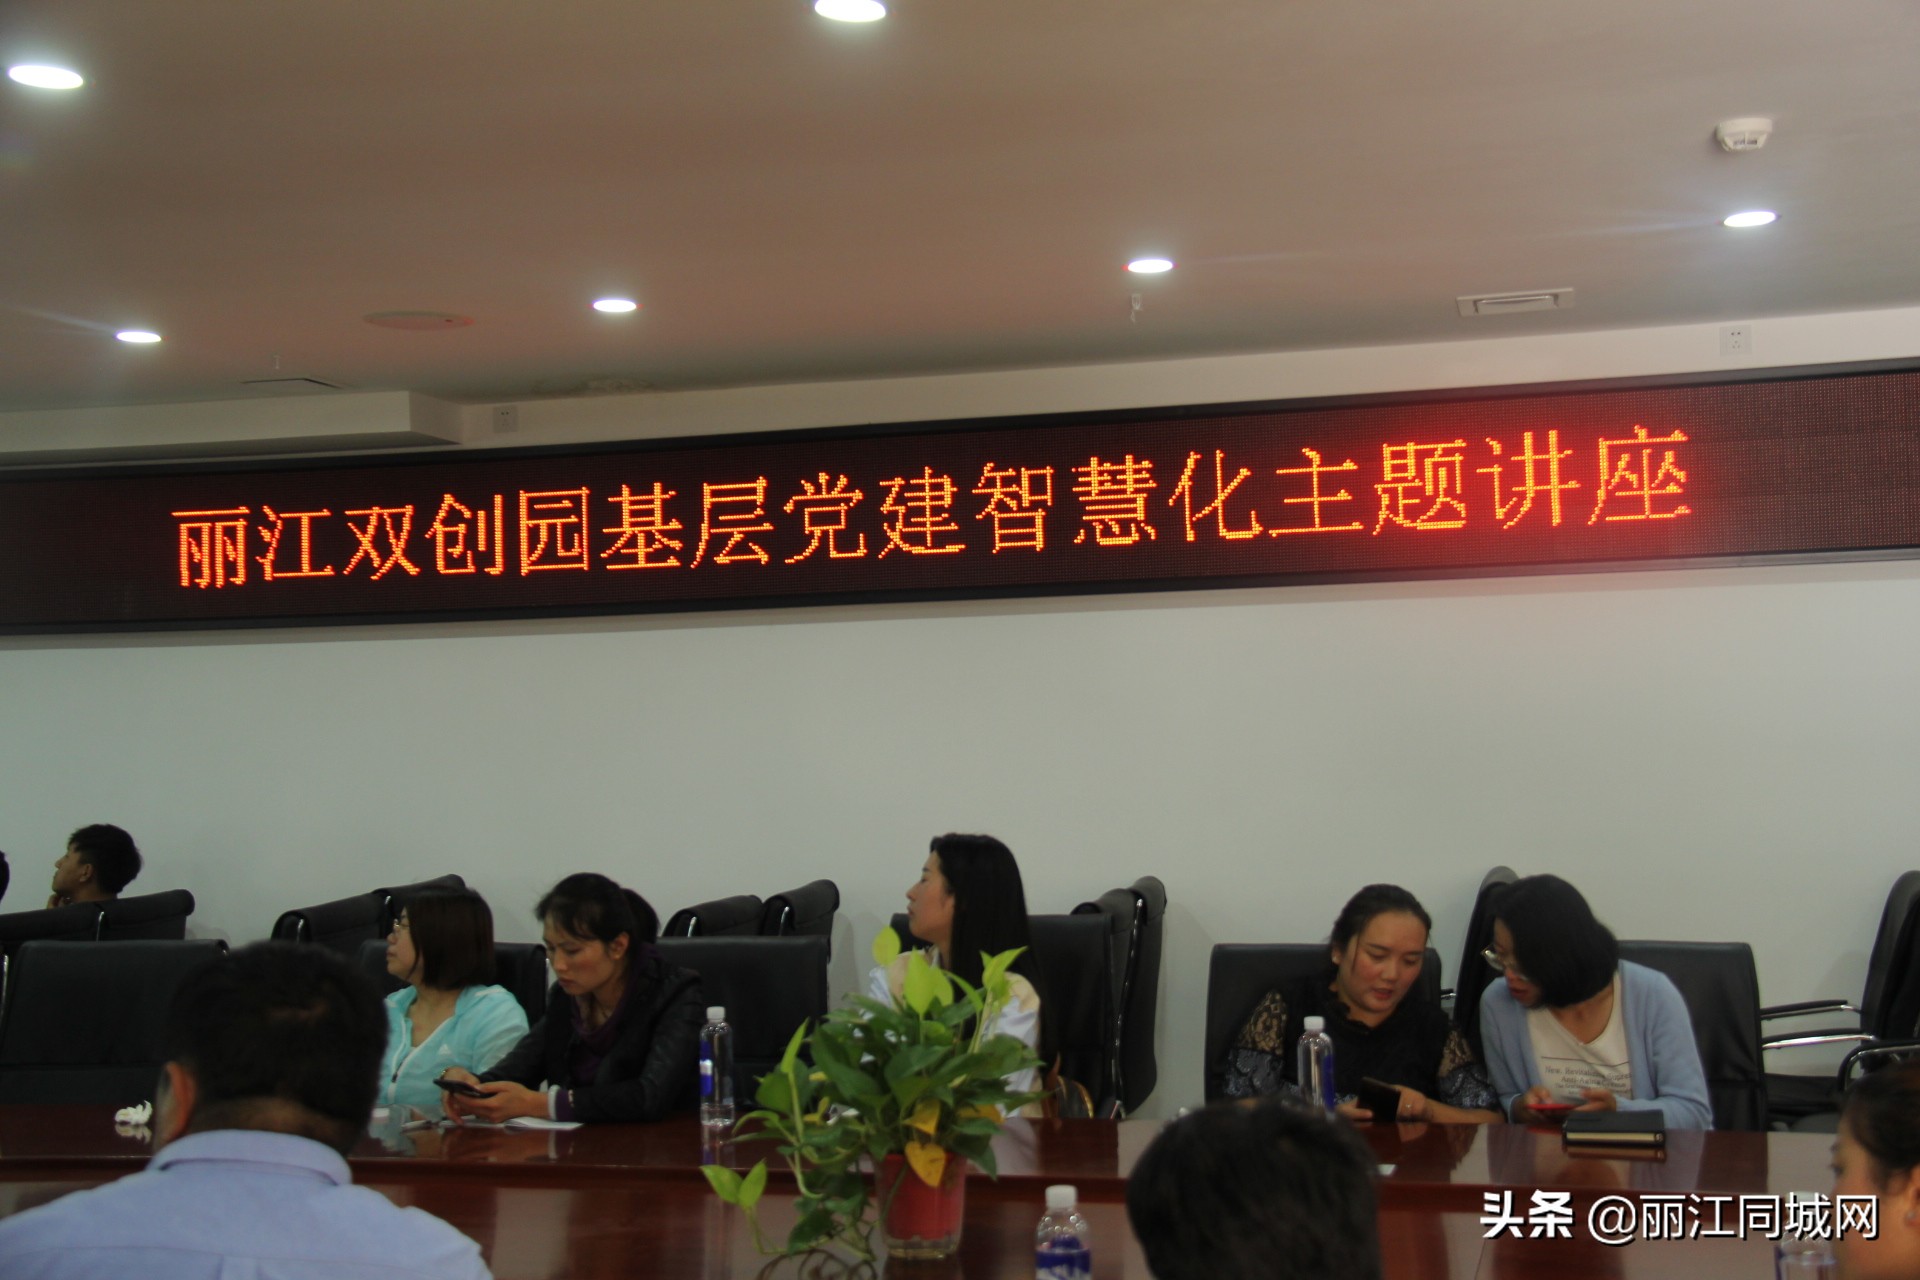 丽江双创园基层党建智慧化主题讲座
头条 @丽江同城网